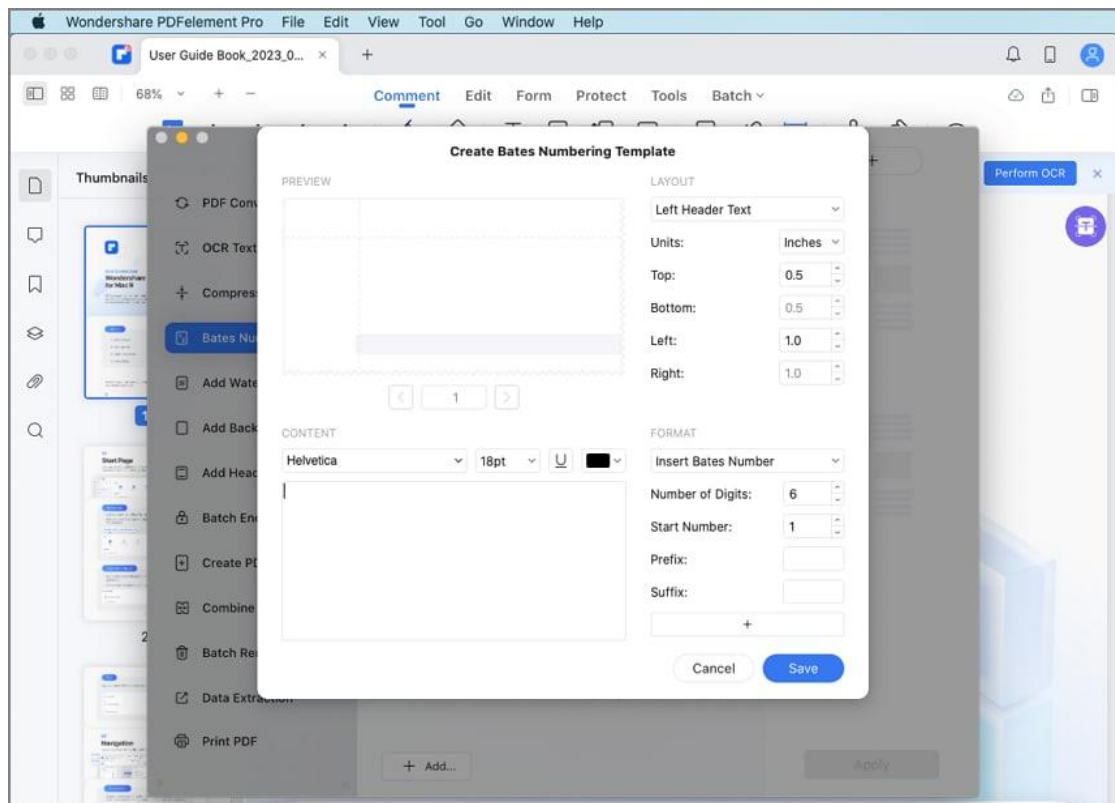 Wondershare PDFelement Pro File Edit View Tool Go Window Help
User Guide Book_2023_0... × +
68% + − Comment Edit Form Protect Tools Batch
Create Bates Numbering Template
Perform OCR ×
Thumbnails
PREVIEW
LAYOUT
Left Header Text
Units: Inches
Top: 0.5
Bottom: 0.5
Left: 1.0
Right: 1.0
1
CONTENT
Helvetica 18pt U
FORMAT
Insert Bates Number
Number of Digits: 6
Start Number: 1
Prefix:
Suffix:
+
Cancel Save
PDF Con
OCR Text
Compres
Bates Nu
Add Wate
Add Back
Add Head
Batch En
Create P
Combine
Batch Re
Data Extraction
Print PDF
+ Add...
Apply
1
Start Page
2
Navigation